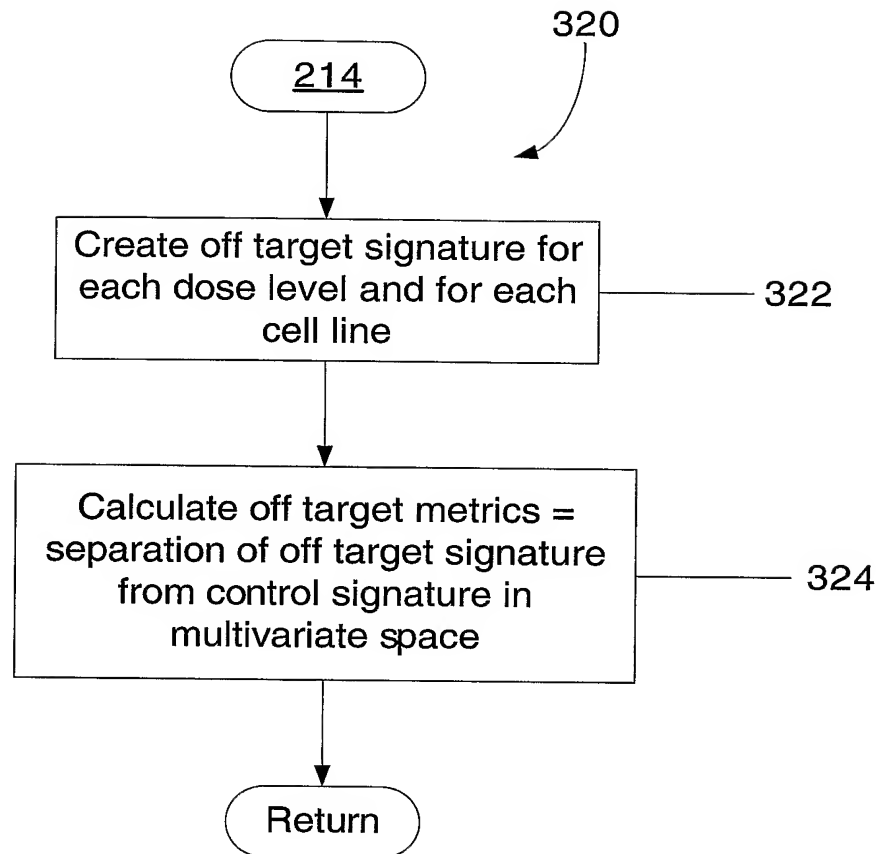 320
214
Create off target signature for
each dose level and for each
cell line
322
Calculate off target metrics =
separation of off target signature
from control signature in
multivariate space
324
Return